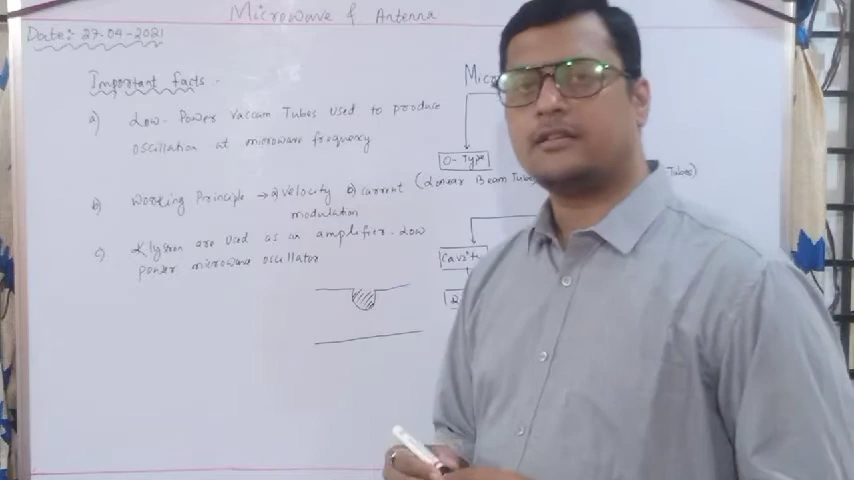 Microwave & Antenna
Date:- 27-04-2021
Important facts -
a) Low-Power Vaccum Tubes used to produce
oscillation at microwave frequency
b) Working Principle → a) velocity b) current
modulation
c) Klystron are used as an amplifier. Low
power microwave oscillator
Mic
O-Type
(Linear Beam Tube
Tubes)
Cavity